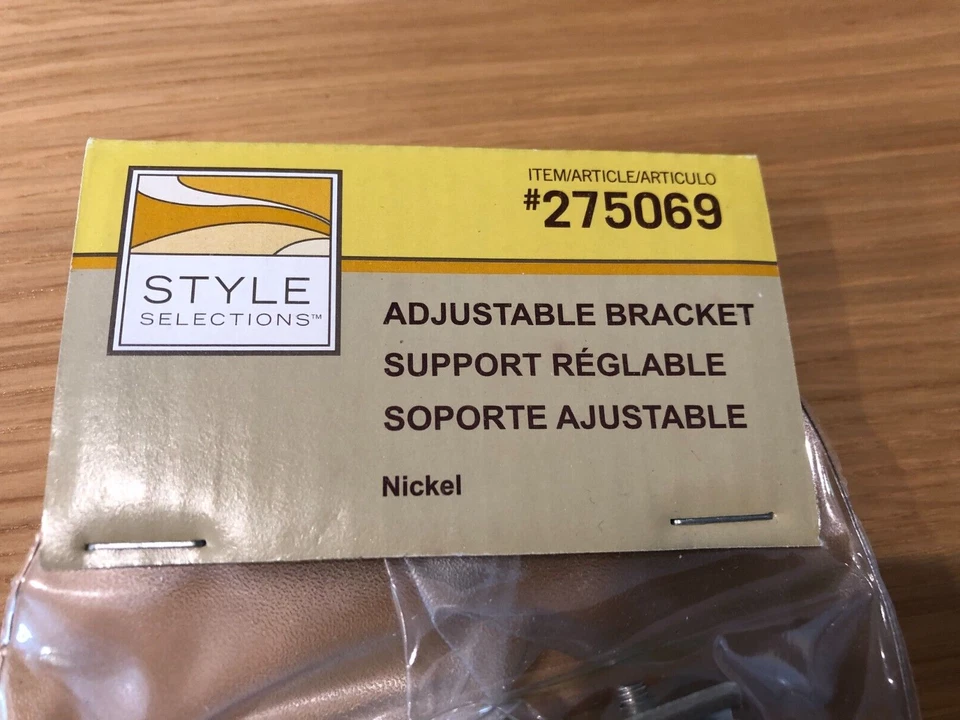 STYLE
SELECTIONS™
ITEM/ARTICLE/ARTICULO
#275069
ADJUSTABLE BRACKET
SUPPORT RÉGLABLE
SOPORTE AJUSTABLE
Nickel